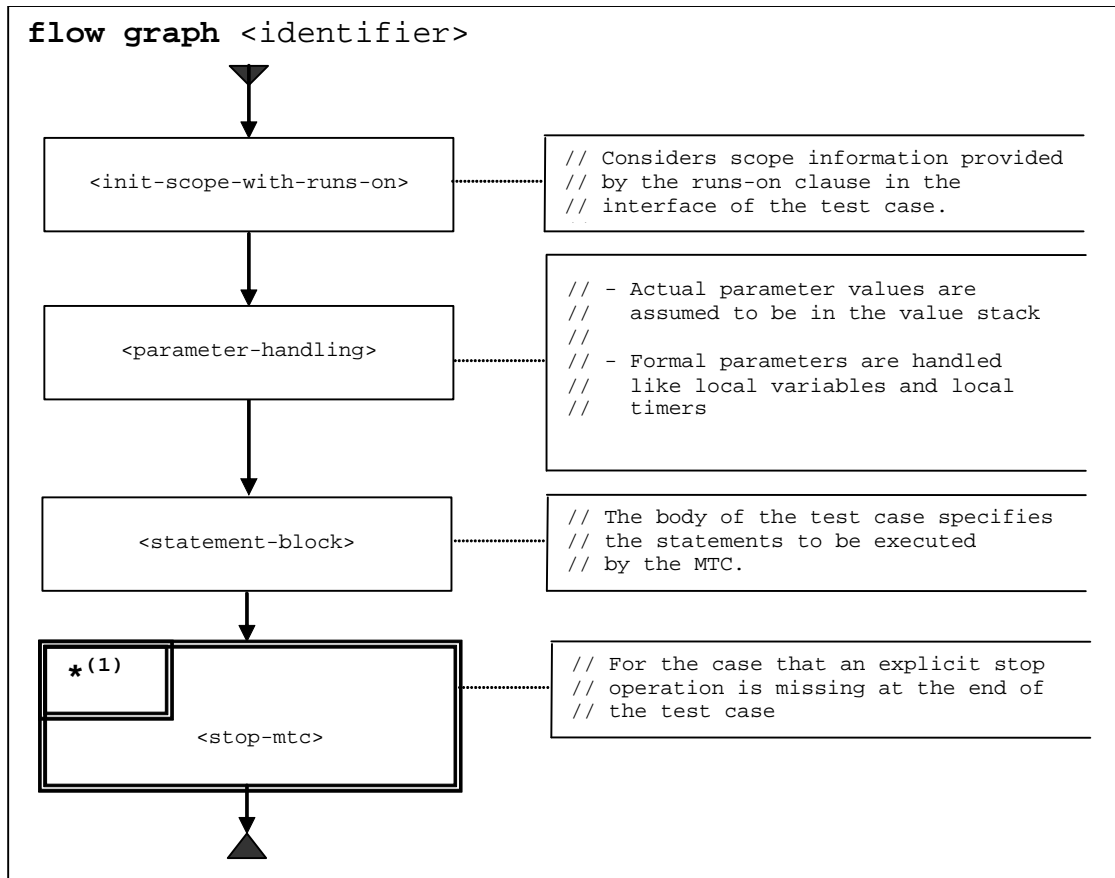 flow graph <identifier>
<init-scope-with-runs-on>
// Considers scope information provided
// by the runs-on clause in the
// interface of the test case.
<parameter-handling>
// - Actual parameter values are
//   assumed to be in the value stack
//
// - Formal parameters are handled
//   like local variables and local
//   timers
<statement-block>
// The body of the test case specifies
// the statements to be executed
// by the MTC.
*(1)
<stop-mtc>
// For the case that an explicit stop
// operation is missing at the end of
// the test case